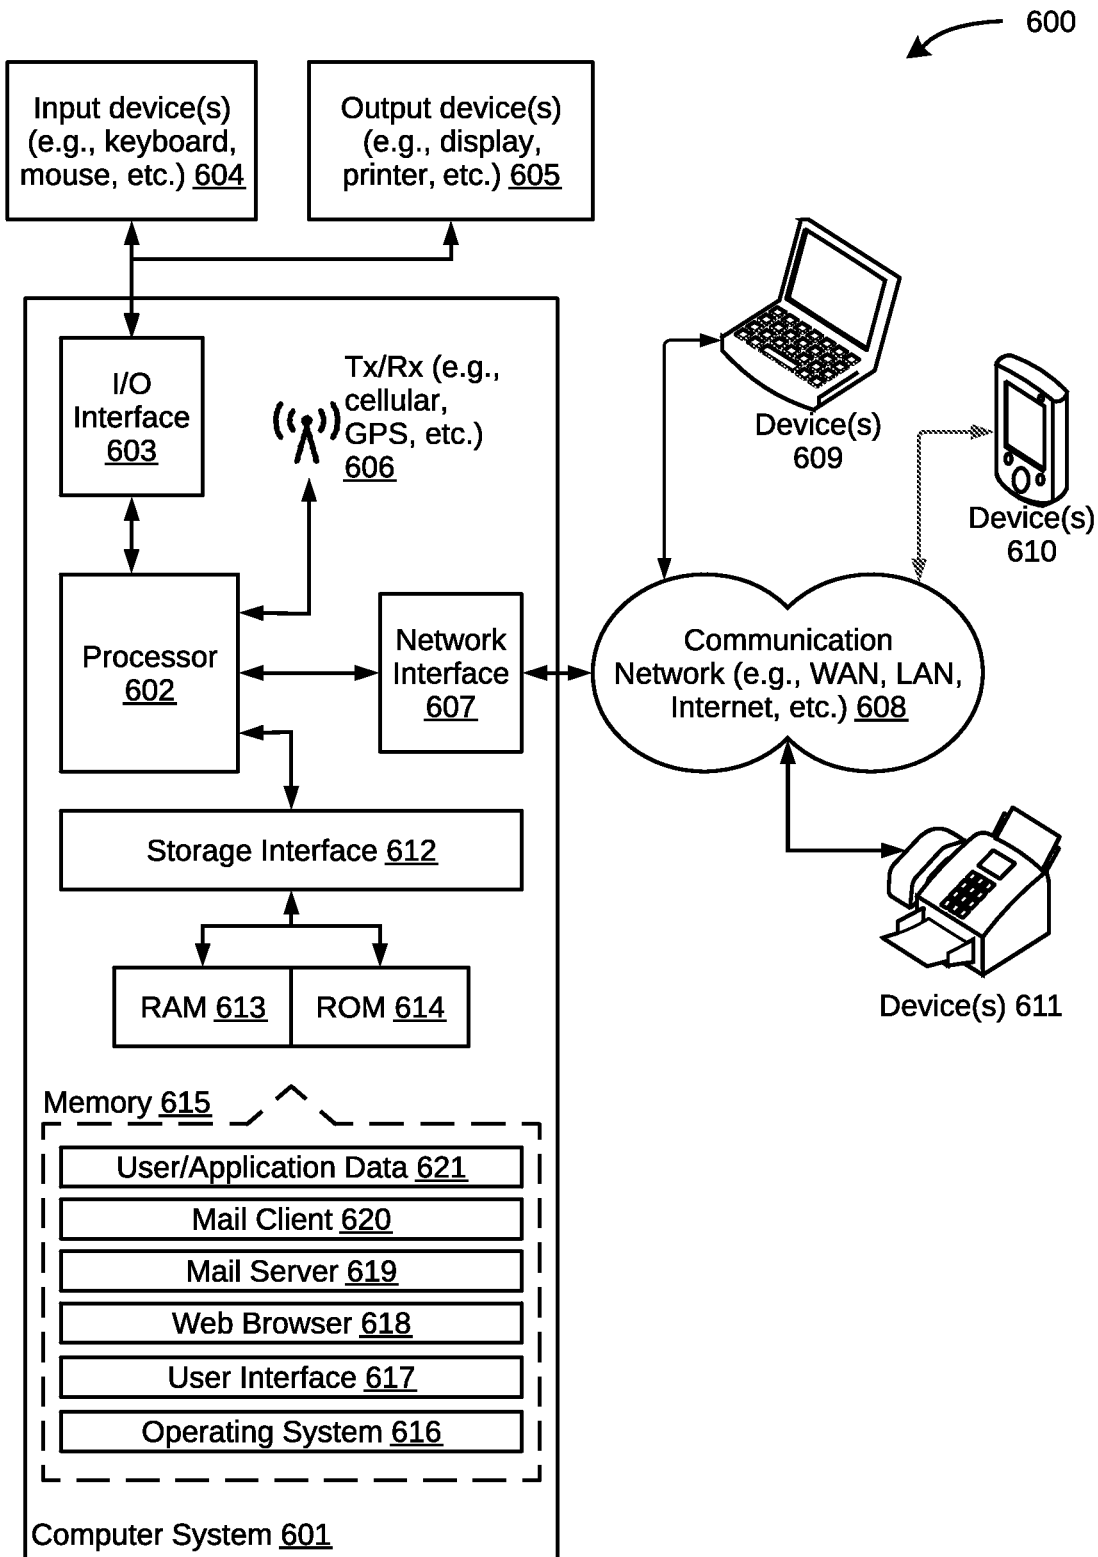 600
Input device(s)
(e.g., keyboard,
mouse, etc.) 604
Output device(s)
(e.g., display,
printer, etc.) 605
I/O
Interface
603
Tx/Rx (e.g.,
cellular,
GPS, etc.)
606
Device(s)
609
Device(s)
610
Processor
602
Network
Interface
607
Communication
Network (e.g., WAN, LAN,
Internet, etc.) 608
Storage Interface 612
RAM 613
ROM 614
Device(s) 611
Memory 615
User/Application Data 621
Mail Client 620
Mail Server 619
Web Browser 618
User Interface 617
Operating System 616
Computer System 601